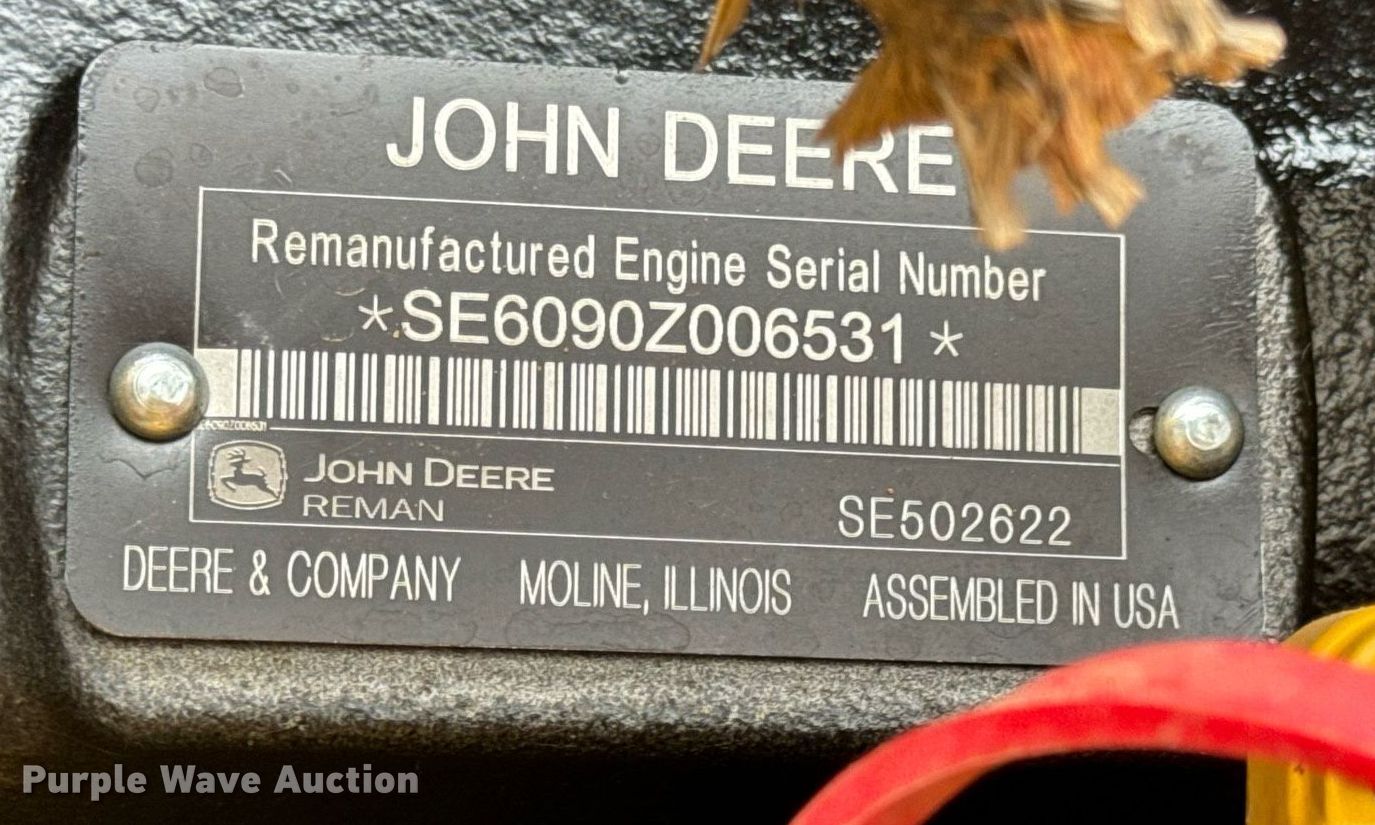 JOHN DEERE
Remanufactured Engine Serial Number
*SE6090Z006531*
6090Z006531
JOHN DEERE
REMAN
SE502622
DEERE & COMPANY MOLINE, ILLINOIS ASSEMBLED IN USA
Purple Wave Auction